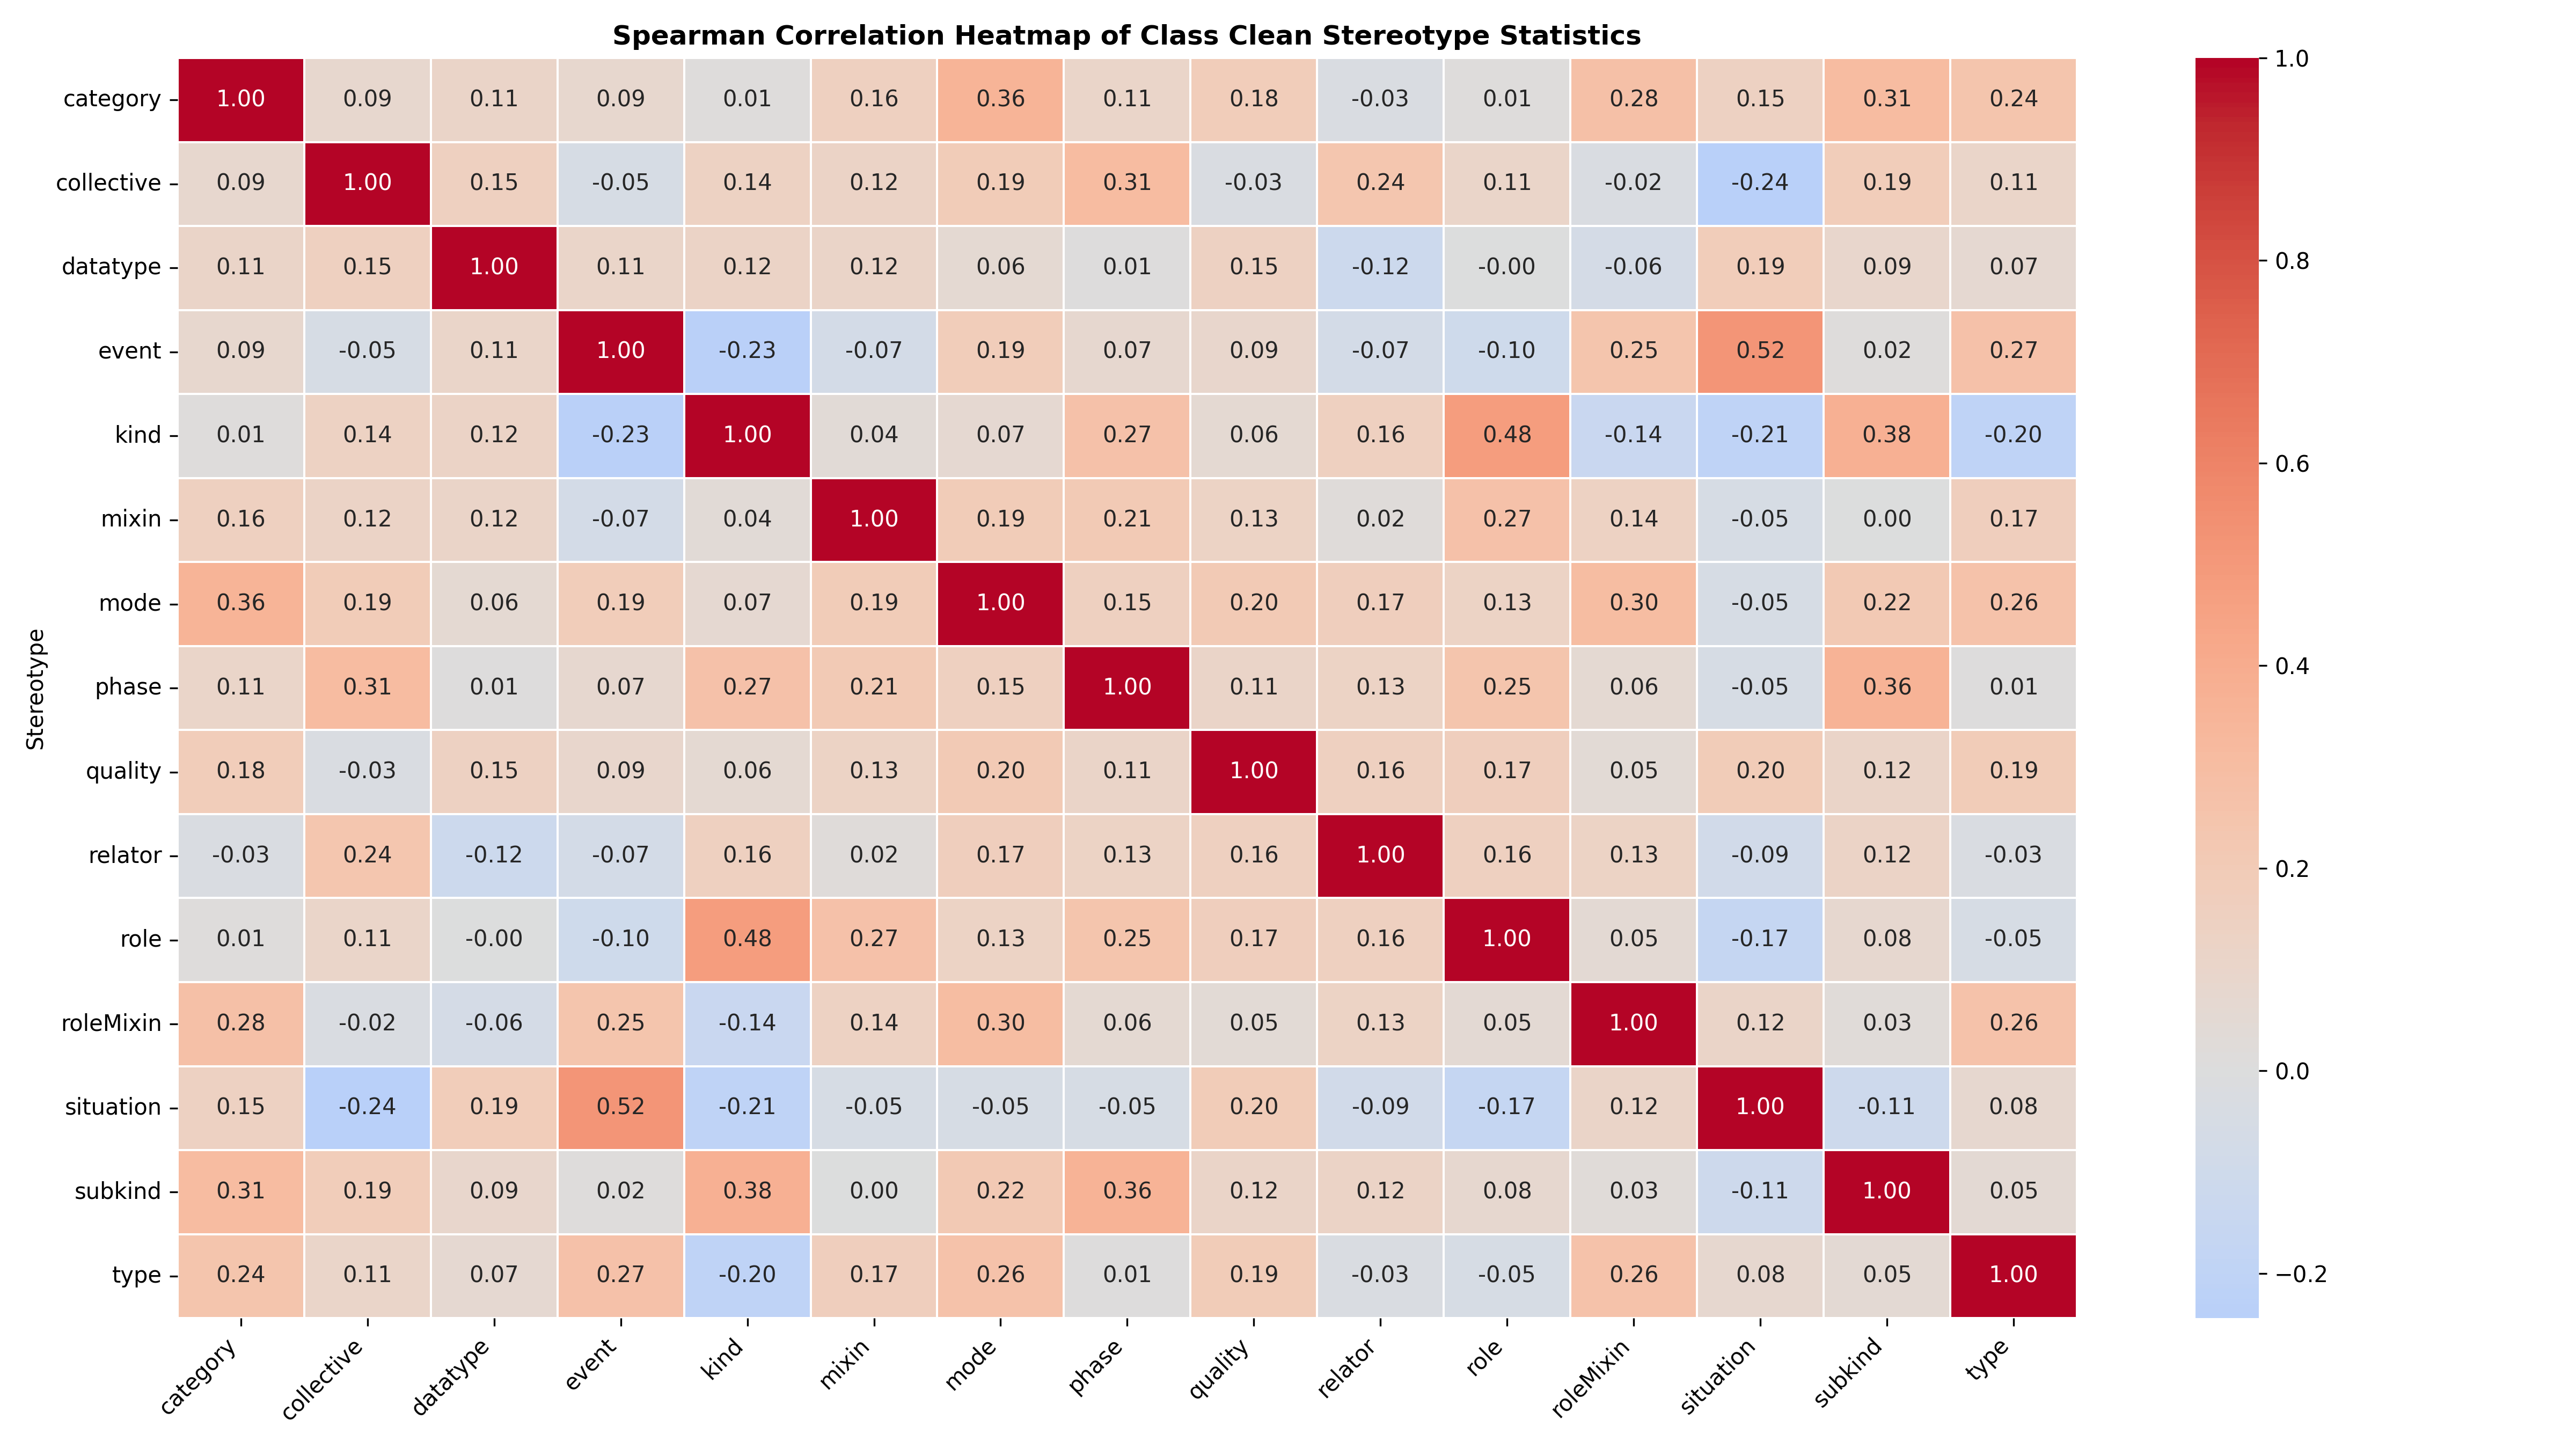 Spearman Correlation Heatmap of Class Clean Stereotype Statistics
category 1.00 0.09 0.11 0.09 0.01 0.16 0.36 0.11 0.18 -0.03 0.01 0.28 0.15 0.31 0.24
collective 0.09 1.00 0.15 -0.05 0.14 0.12 0.19 0.31 -0.03 0.24 0.11 -0.02 -0.24 0.19 0.11
datatype 0.11 0.15 1.00 0.11 0.12 0.12 0.06 0.01 0.15 -0.12 -0.00 -0.06 0.19 0.09 0.07
event 0.09 -0.05 0.11 1.00 -0.23 -0.07 0.19 0.07 0.09 -0.07 -0.10 0.25 0.52 0.02 0.27
kind 0.01 0.14 0.12 -0.23 1.00 0.04 0.07 0.27 0.06 0.16 0.48 -0.14 -0.21 0.38 -0.20
mixin 0.16 0.12 0.12 -0.07 0.04 1.00 0.19 0.21 0.13 0.02 0.27 0.14 -0.05 0.00 0.17
mode 0.36 0.19 0.06 0.19 0.07 0.19 1.00 0.15 0.20 0.17 0.13 0.30 -0.05 0.22 0.26
phase 0.11 0.31 0.01 0.07 0.27 0.21 0.15 1.00 0.11 0.13 0.25 0.06 -0.05 0.36 0.01
quality 0.18 -0.03 0.15 0.09 0.06 0.13 0.20 0.11 1.00 0.16 0.17 0.05 0.20 0.12 0.19
relator -0.03 0.24 -0.12 -0.07 0.16 0.02 0.17 0.13 0.16 1.00 0.16 0.13 -0.09 0.12 -0.03
role 0.01 0.11 -0.00 -0.10 0.48 0.27 0.13 0.25 0.17 0.16 1.00 0.05 -0.17 0.08 -0.05
roleMixin 0.28 -0.02 -0.06 0.25 -0.14 0.14 0.30 0.06 0.05 0.13 0.05 1.00 0.12 0.03 0.26
situation 0.15 -0.24 0.19 0.52 -0.21 -0.05 -0.05 -0.05 0.20 -0.09 -0.17 0.12 1.00 -0.11 0.08
subkind 0.31 0.19 0.09 0.02 0.38 0.00 0.22 0.36 0.12 0.12 0.08 0.03 -0.11 1.00 0.05
type 0.24 0.11 0.07 0.27 -0.20 0.17 0.26 0.01 0.19 -0.03 -0.05 0.26 0.08 0.05 1.00
category collective datatype event kind mixin mode phase quality relator role roleMixin situation subkind type
Stereotype
1.0
0.8
0.6
0.4
0.2
0.0
−0.2